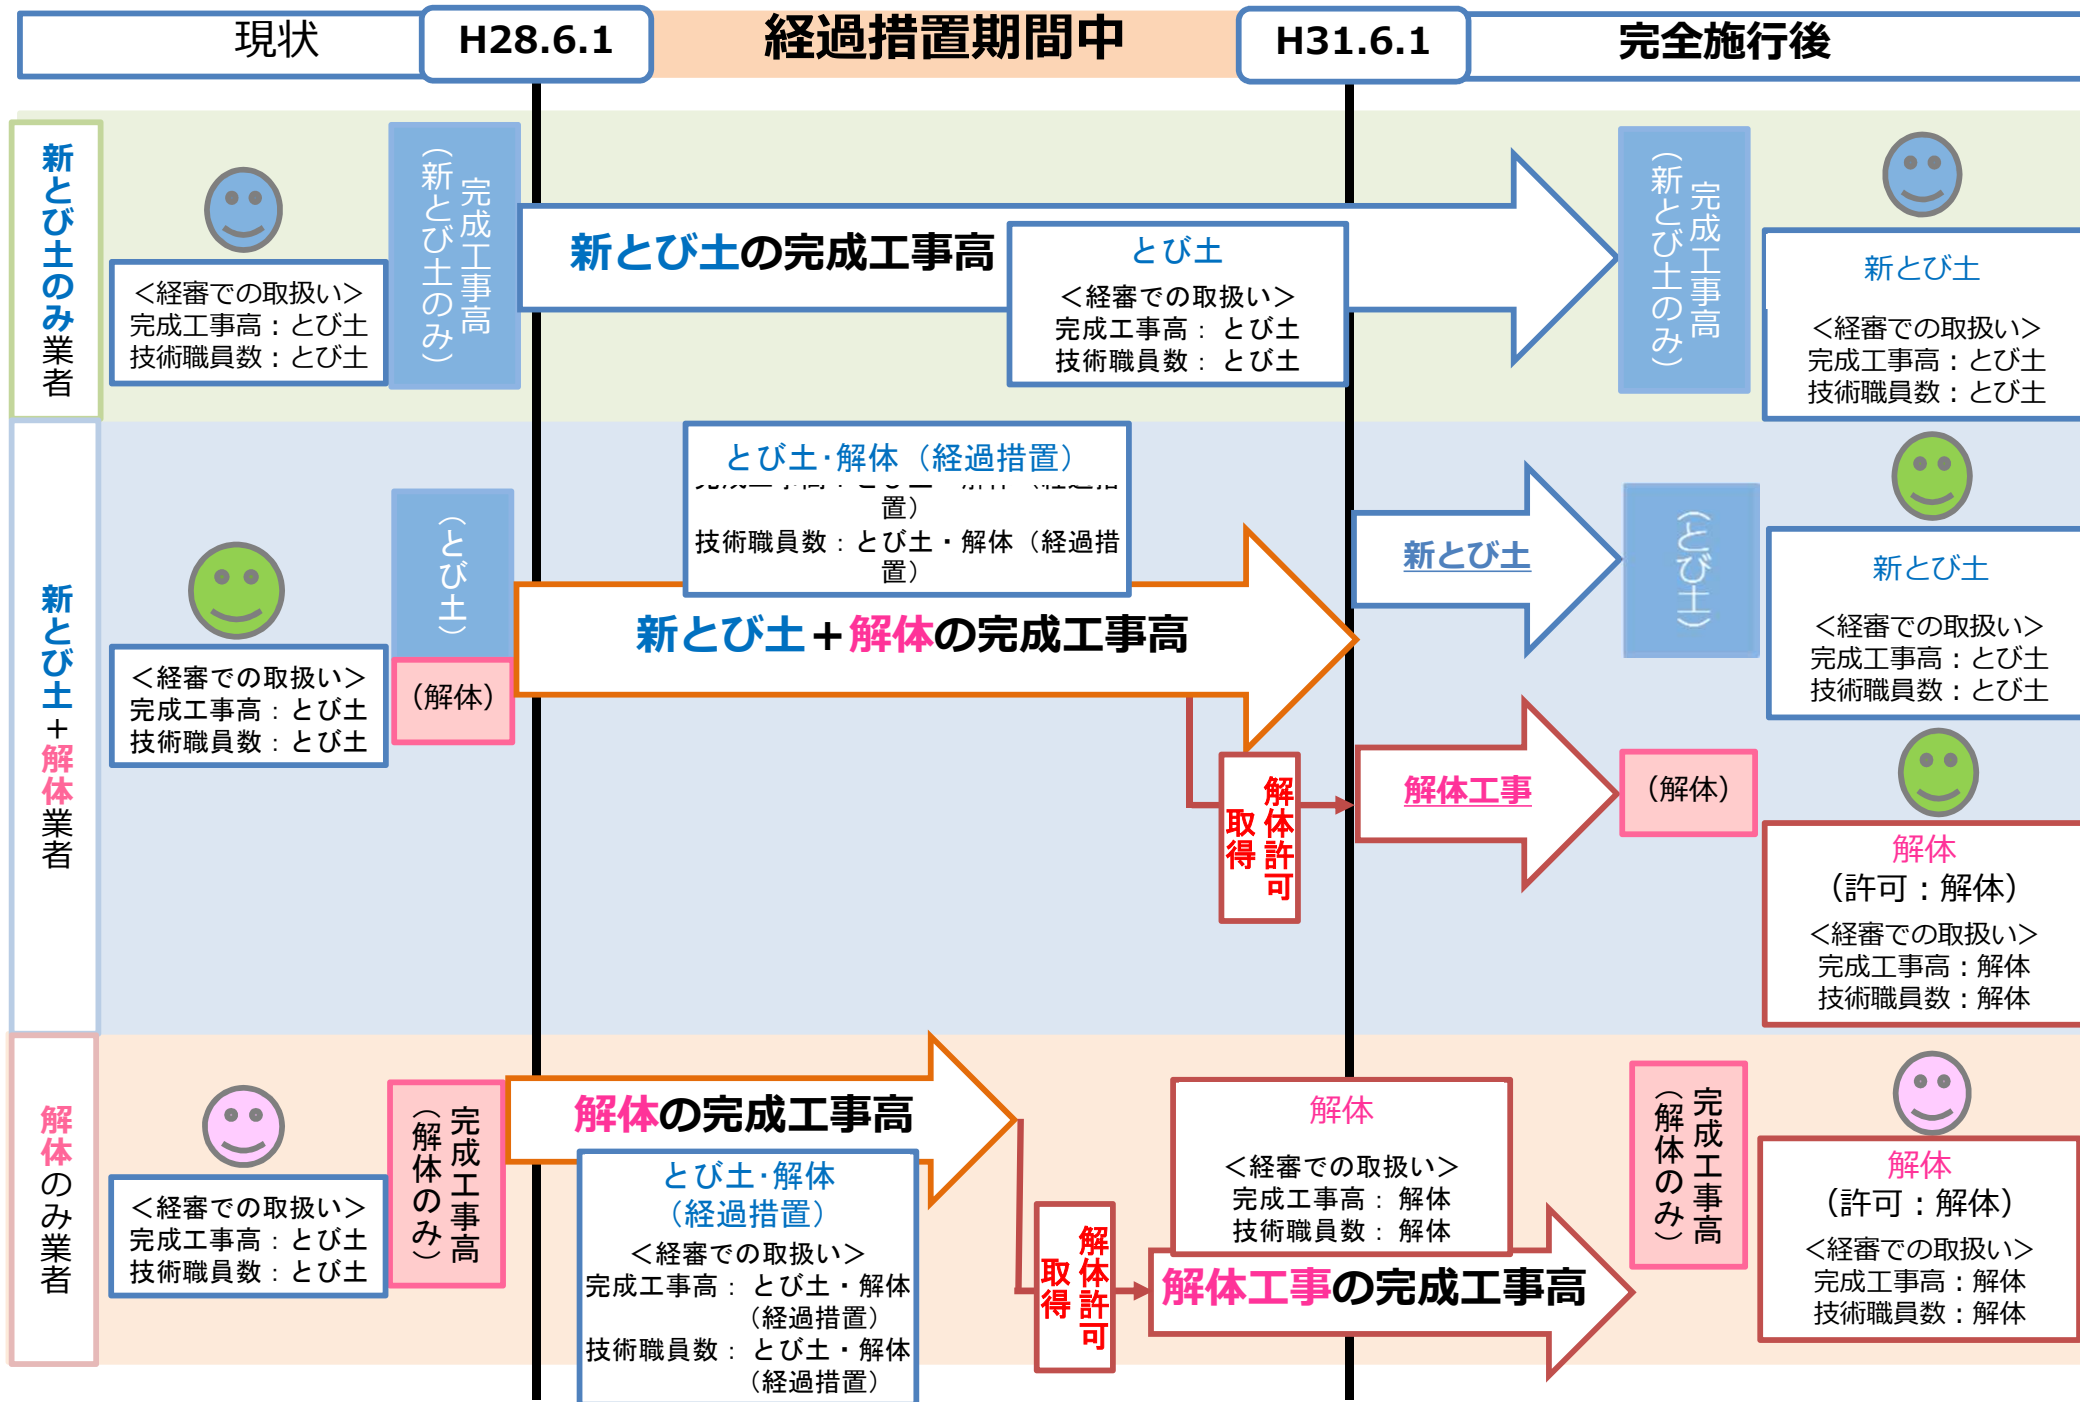 現状
H28.6.1
経過措置期間中
H31.6.1
完全施行後
新とび土のみ業者
<経審での取扱い>
完成工事高：とび土
技術職員数：とび土
完成工事高
（新とび土のみ）
新とび土の完成工事高
とび土
<経審での取扱い>
完成工事高： とび土
技術職員数： とび土
完成工事高
（新とび土のみ）
新とび土
<経審での取扱い>
完成工事高：とび土
技術職員数：とび土
新とび土+解体業者
<経審での取扱い>
完成工事高：とび土
技術職員数：とび土
（とび土）
（解体）
とび土･解体（経過措置）
完成工事高：とび土・解体（経過措
置）
技術職員数：とび土・解体（経過措
置）
新とび土+解体の完成工事高
解体許可
取得
新とび土
解体工事
（とび土）
（解体）
新とび土
<経審での取扱い>
完成工事高：とび土
技術職員数：とび土
解体
（許可：解体）
<経審での取扱い>
完成工事高：解体
技術職員数：解体
解体のみ業者
<経審での取扱い>
完成工事高：とび土
技術職員数：とび土
完成工事高
（解体のみ）
解体の完成工事高
とび土･解体
（経過措置）
<経審での取扱い>
完成工事高： とび土・解体
（経過措置）
技術職員数： とび土・解体
（経過措置）
解体許可
取得
解体
<経審での取扱い>
完成工事高： 解体
技術職員数： 解体
解体工事の完成工事高
完成工事高
（解体のみ）
解体
（許可：解体）
<経審での取扱い>
完成工事高：解体
技術職員数：解体